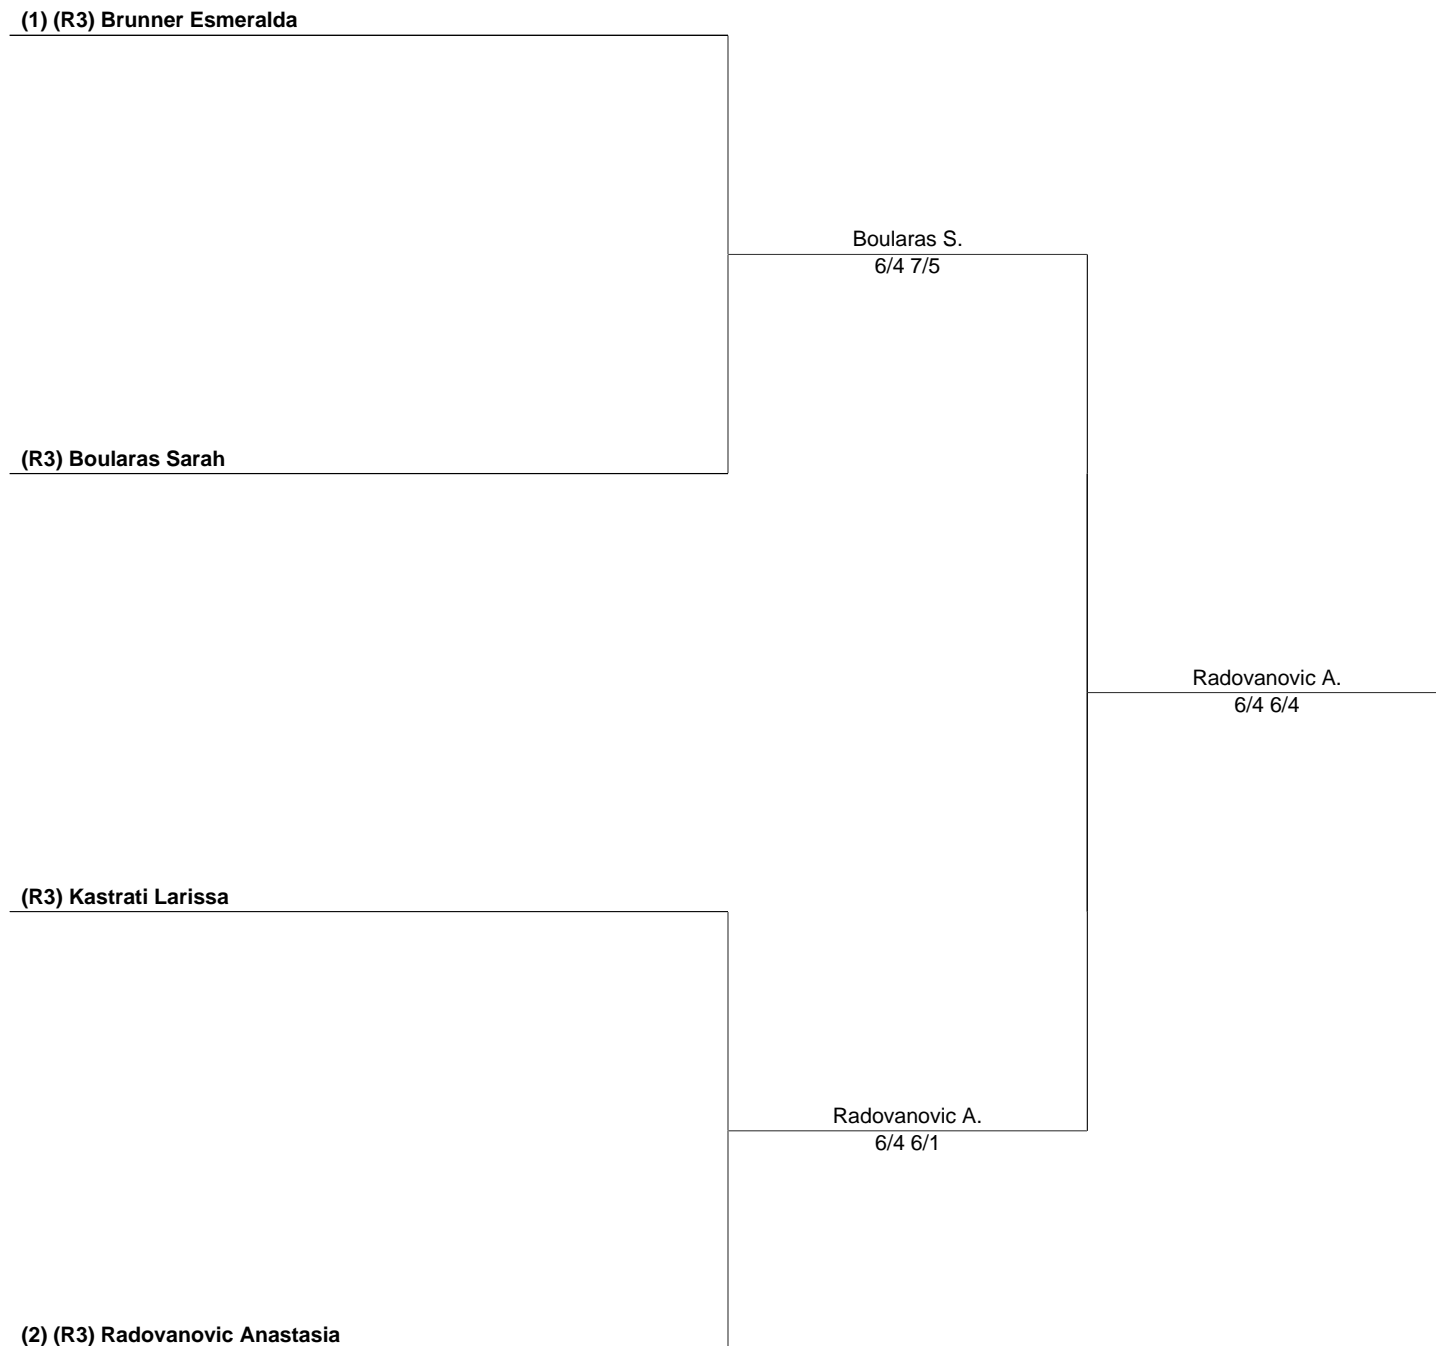 (1) (R3) Brunner Esmeralda
Boularas S.
6/4 7/5
(R3) Boularas Sarah
Radovanovic A.
6/4 6/4
(R3) Kastrati Larissa
Radovanovic A.
6/4 6/1
(2) (R3) Radovanovic Anastasia